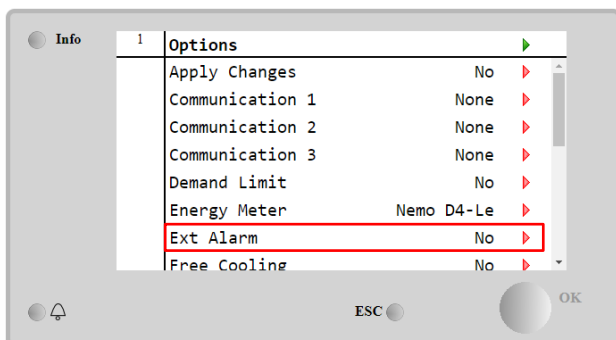 Info
1 Options
Apply Changes No
Communication 1 None
Communication 2 None
Communication 3 None
Demand Limit No
Energy Meter Nemo D4-Le
Ext Alarm No
Free Cooling No
ESC
OK